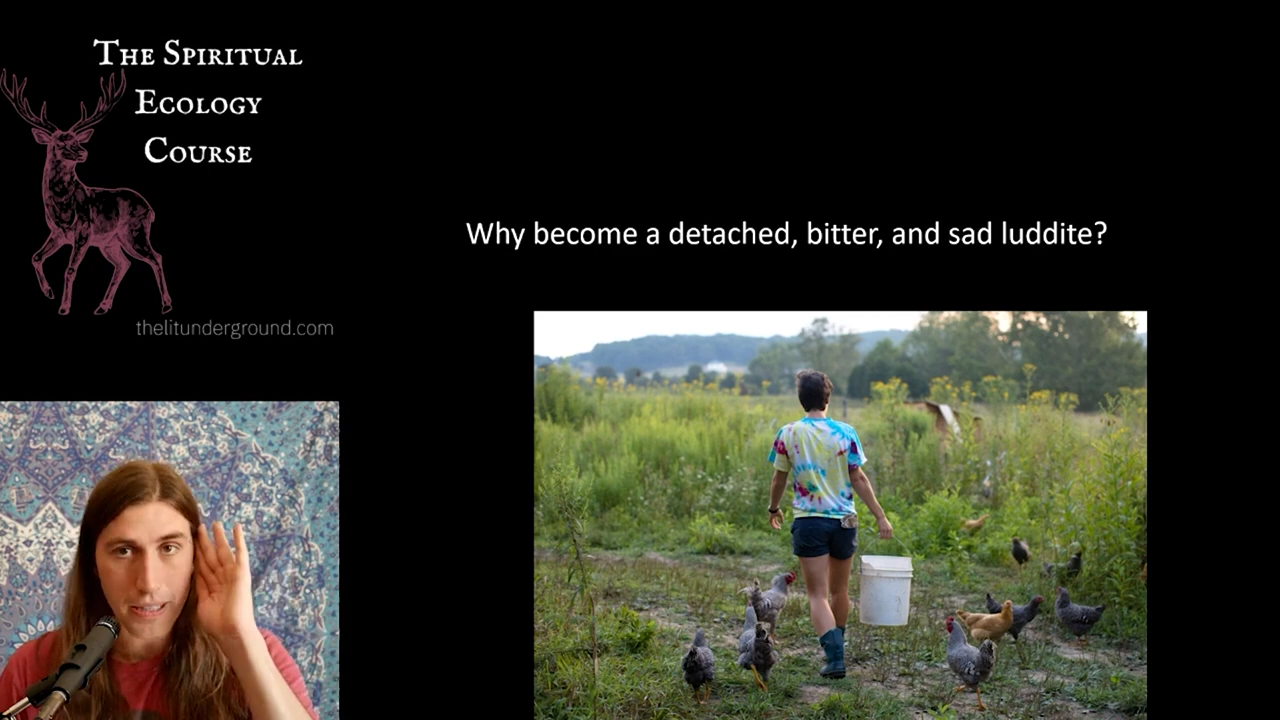 The Spiritual
Ecology
Course
thelitunderground.com
Why become a detached, bitter, and sad luddite?